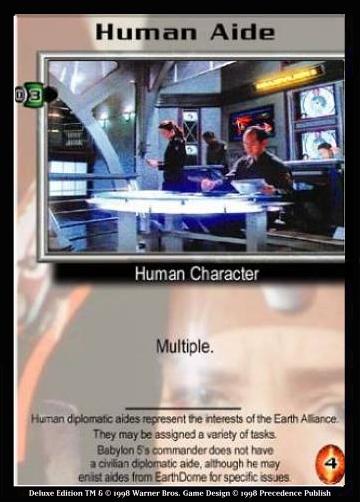 Human Aide
3
Human Character
Multiple.
Human diplomatic aides represent the interests of the Earth Alliance.
They may be assigned a variety of tasks.
Babylon 5's commander does not have
a civilian diplomatic aide, although he may
enlist aides from EarthDome for specific issues.
4
Deluxe Edition TM & © 1998 Warner Bros. Game Design © 1998 Precedence Publish